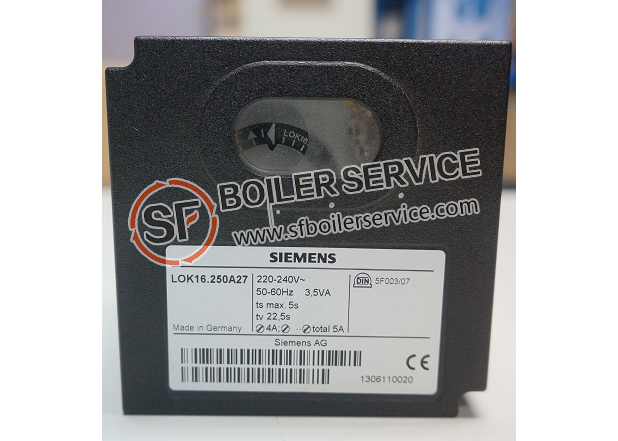 LOK16
SF BOILER SERVICE
www.sfboilerservice.com
SIEMENS
LOK16.250A27
220-240V~
50-60Hz 3,5VA
ts max. 5s
tv 22,5s
4A; total 5A
DIN 5F003/07
Made in Germany
Siemens AG
CE
1306110020